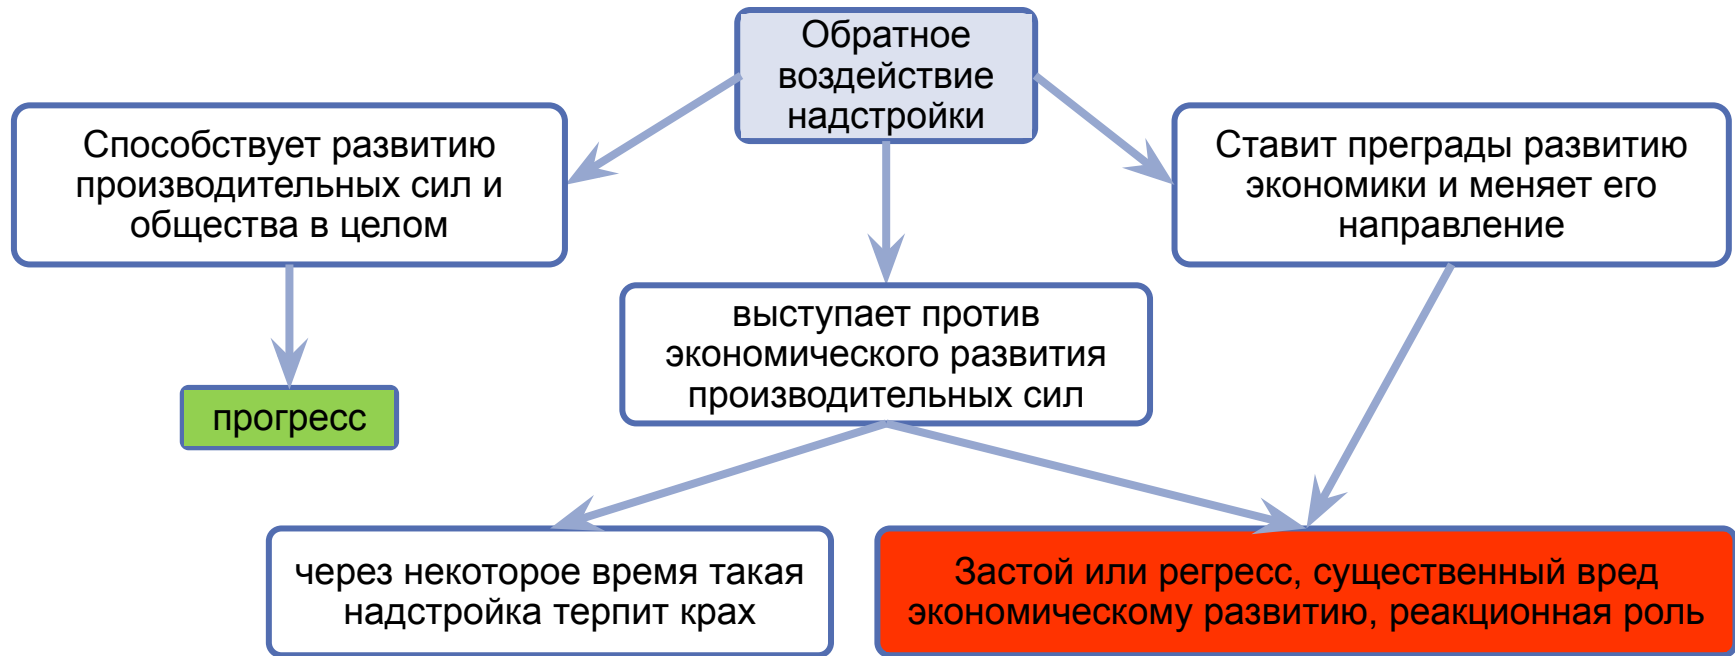 Обратное
воздействие
надстройки
Способствует развитию
производительных сил и
общества в целом
Ставит преграды развитию
экономики и меняет его
направление
выступает против
экономического развития
производительных сил
прогресс
через некоторое время такая
надстройка терпит крах
Застой или регресс, существенный вред
экономическому развитию, реакционная роль